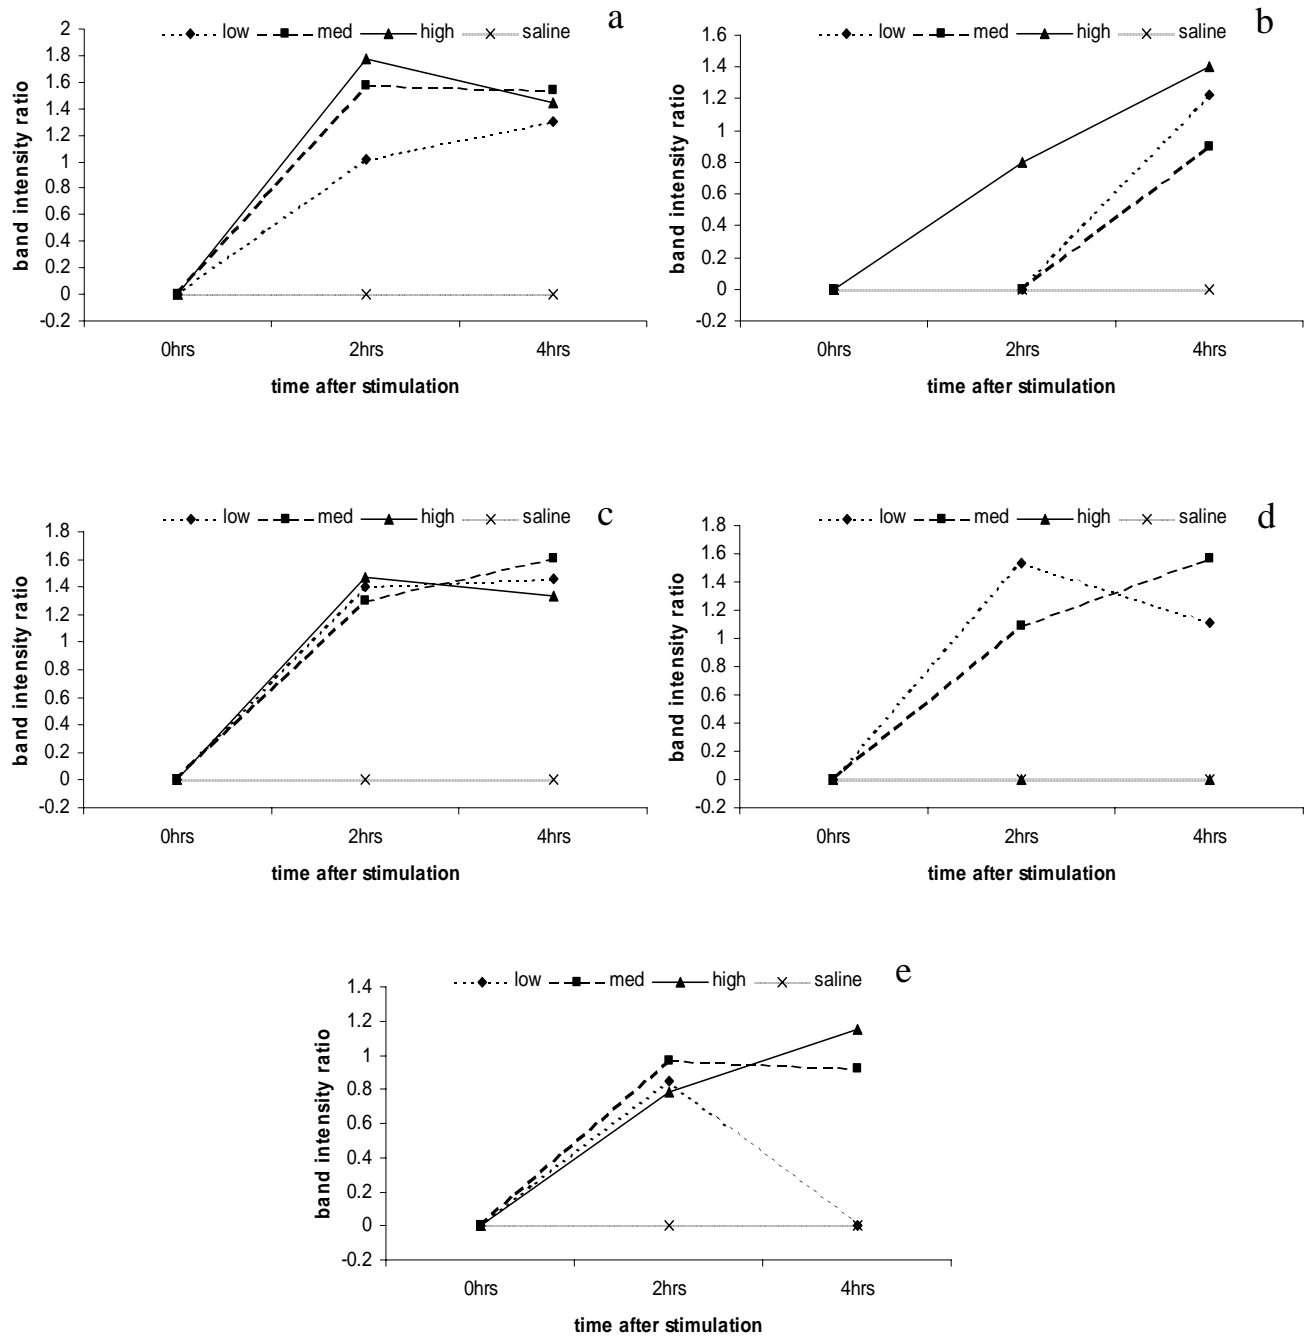 a
low med high saline
2
1.8
1.6
1.4
1.2
1
0.8
0.6
0.4
0.2
0
-0.2
band intensity ratio
0hrs 2hrs 4hrs
time after stimulation
b
low med high saline
1.6
1.4
1.2
1
0.8
0.6
0.4
0.2
0
-0.2
band intensity ratio
0hrs 2hrs 4hrs
time after stimulation
c
low med high saline
1.8
1.6
1.4
1.2
1
0.8
0.6
0.4
0.2
0
-0.2
band intensity ratio
0hrs 2hrs 4hrs
time after stimulation
d
low med high saline
1.8
1.6
1.4
1.2
1
0.8
0.6
0.4
0.2
0
-0.2
band intensity ratio
0hrs 2hrs 4hrs
time after stimulation
e
low med high saline
1.4
1.2
1
0.8
0.6
0.4
0.2
0
-0.2
band intensity ratio
0hrs 2hrs 4hrs
time after stimulation